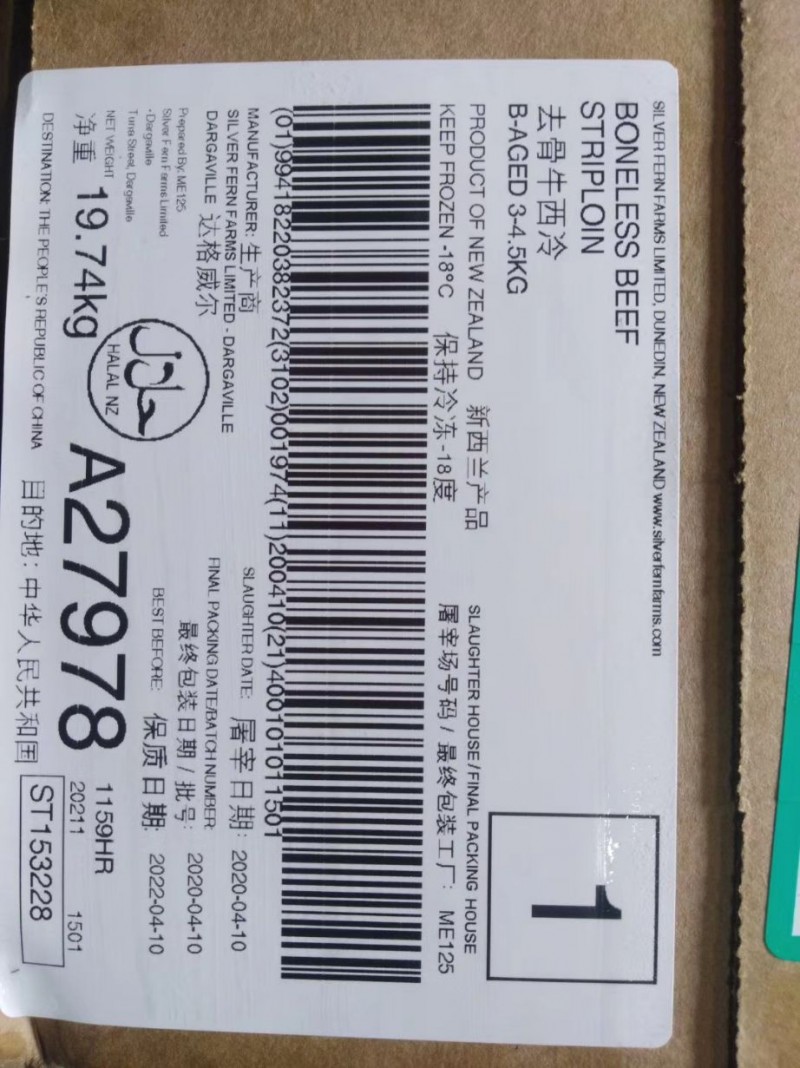 SILVER FERN FARMS LIMITED, DUNEDIN, NEW ZEALAND www.silverfernfarms.com
BONELESS BEEF
STRIPLOIN
去骨牛西冷
B-AGED 3-4.5KG
1
PRODUCT OF NEW ZEALAND 新西兰产品
KEEP FROZEN -18°C 保持冷冻-18度
SLAUGHTER HOUSE / FINAL PACKING HOUSE
屠宰场号码 / 最终包装工厂: ME125
(01)99418220382372(3102)001974(11)200410(21)400101011501
MANUFACTURER: 生产商
SILVER FERN FARMS LIMITED - DARGAVILLE
DARGAVILLE 达格威尔
SLAUGHTER DATE: 屠宰日期: 2020-04-10
FINAL PACKING DATE/BATCH NUMBER:
最终包装日期 / 批号: 2020-04-10
BEST BEFORE: 保质日期: 2022-04-10
Prepared By: ME125
Silver Fern Farms Limited
- Dargaville
Tuna Street, Dargaville
حلال
HALAL NZ
NET WEIGHT
净重 19.74kg
A27978
1159HR
20211 1501
ST153228
DESTINATION: THE PEOPLE'S REPUBLIC OF CHINA 目的地: 中华人民共和国